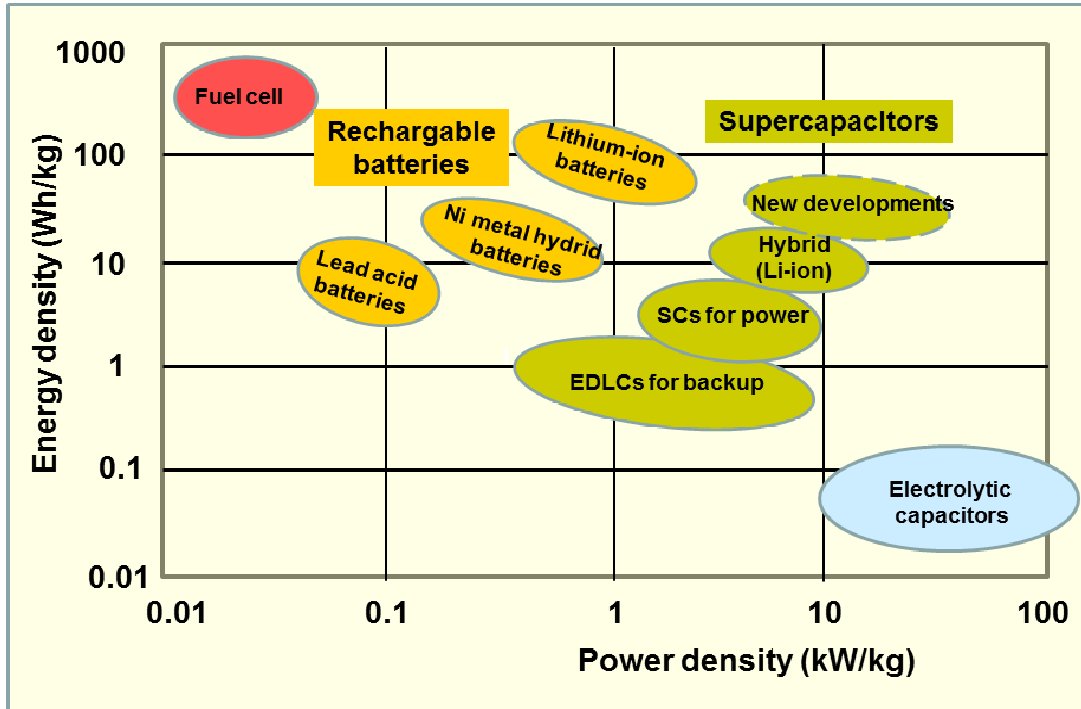 1000
Fuel cell
Rechargable
batteries
Lithium-ion
batteries
Supercapacitors
100
New developments
Ni metal hydrid
batteries
Hybrid
(Li-ion)
10
Lead acid
batteries
SCs for power
1
EDLCs for backup
0.1
Electrolytic
capacitors
0.01
Energy density (Wh/kg)
0.01 0.1 1 10 100
Power density (kW/kg)